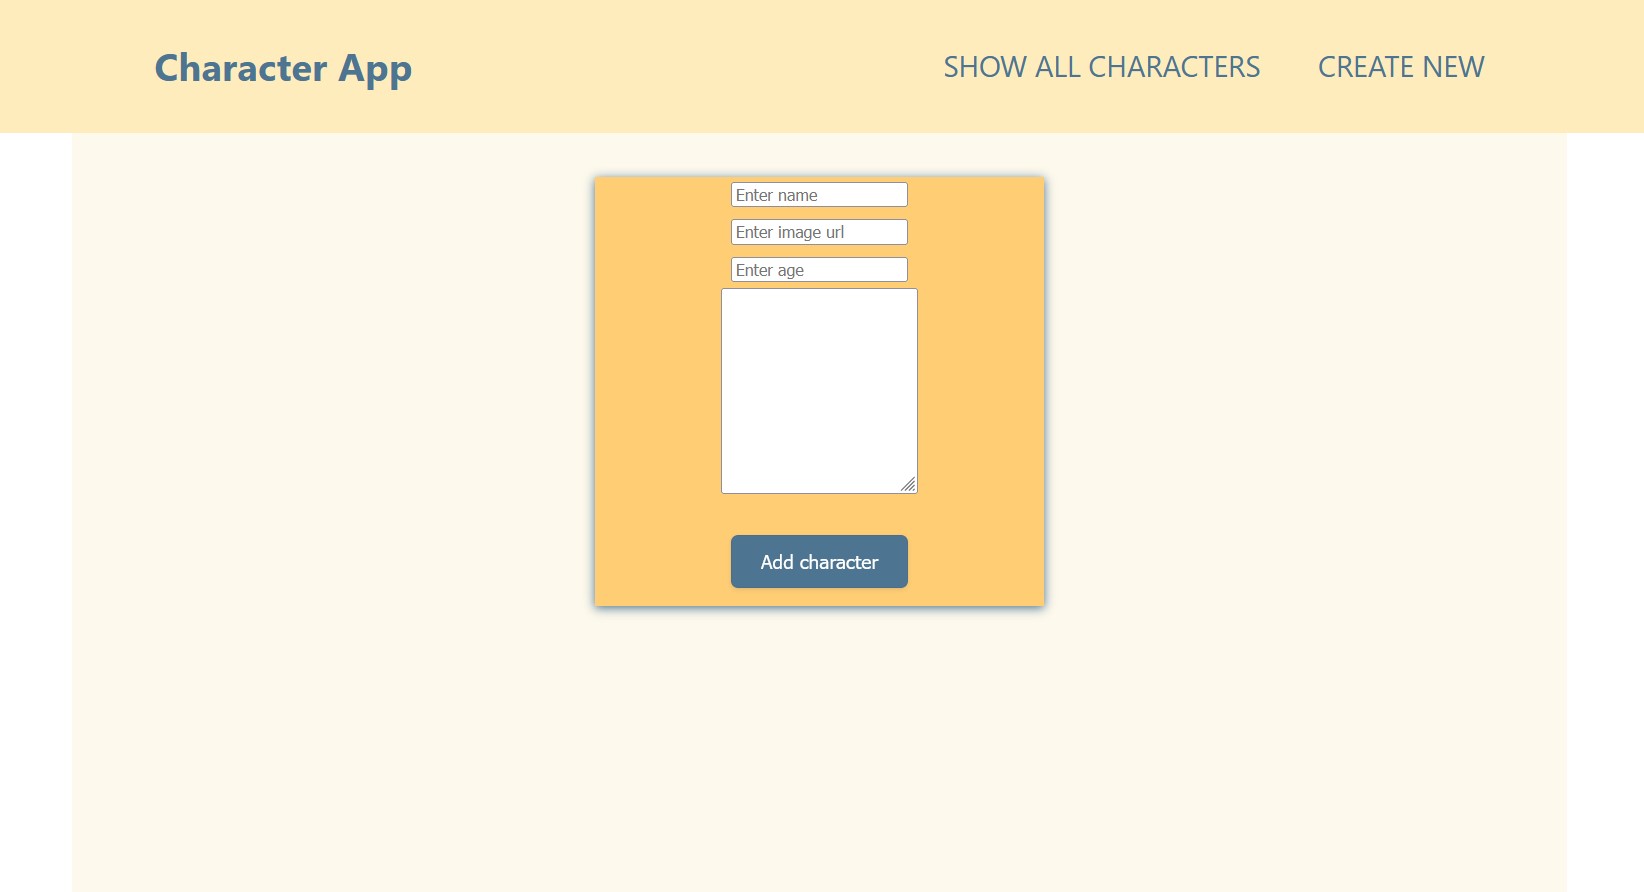 Character App
SHOW ALL CHARACTERS
CREATE NEW
Enter name
Enter image url
Enter age
Add character